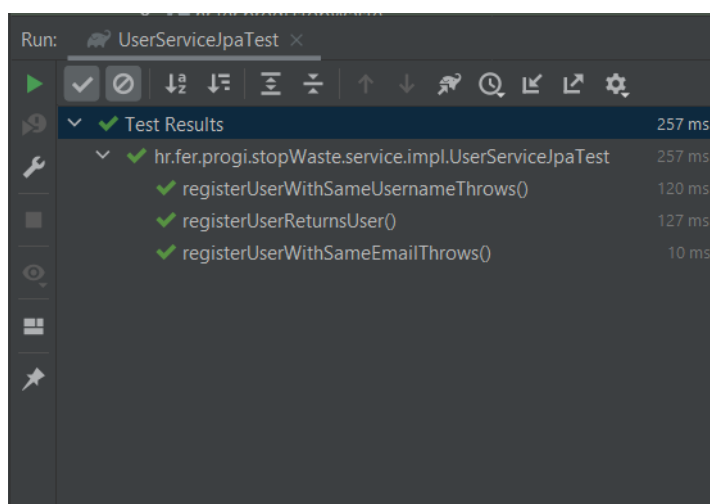 Run: UserServiceJpaTest
Test Results 257 ms
hr.fer.progi.stopWaste.service.impl.UserServiceJpaTest 257 ms
registerUserWithSameUsernameThrows() 120 ms
registerUserReturnsUser() 127 ms
registerUserWithSameEmailThrows() 10 ms